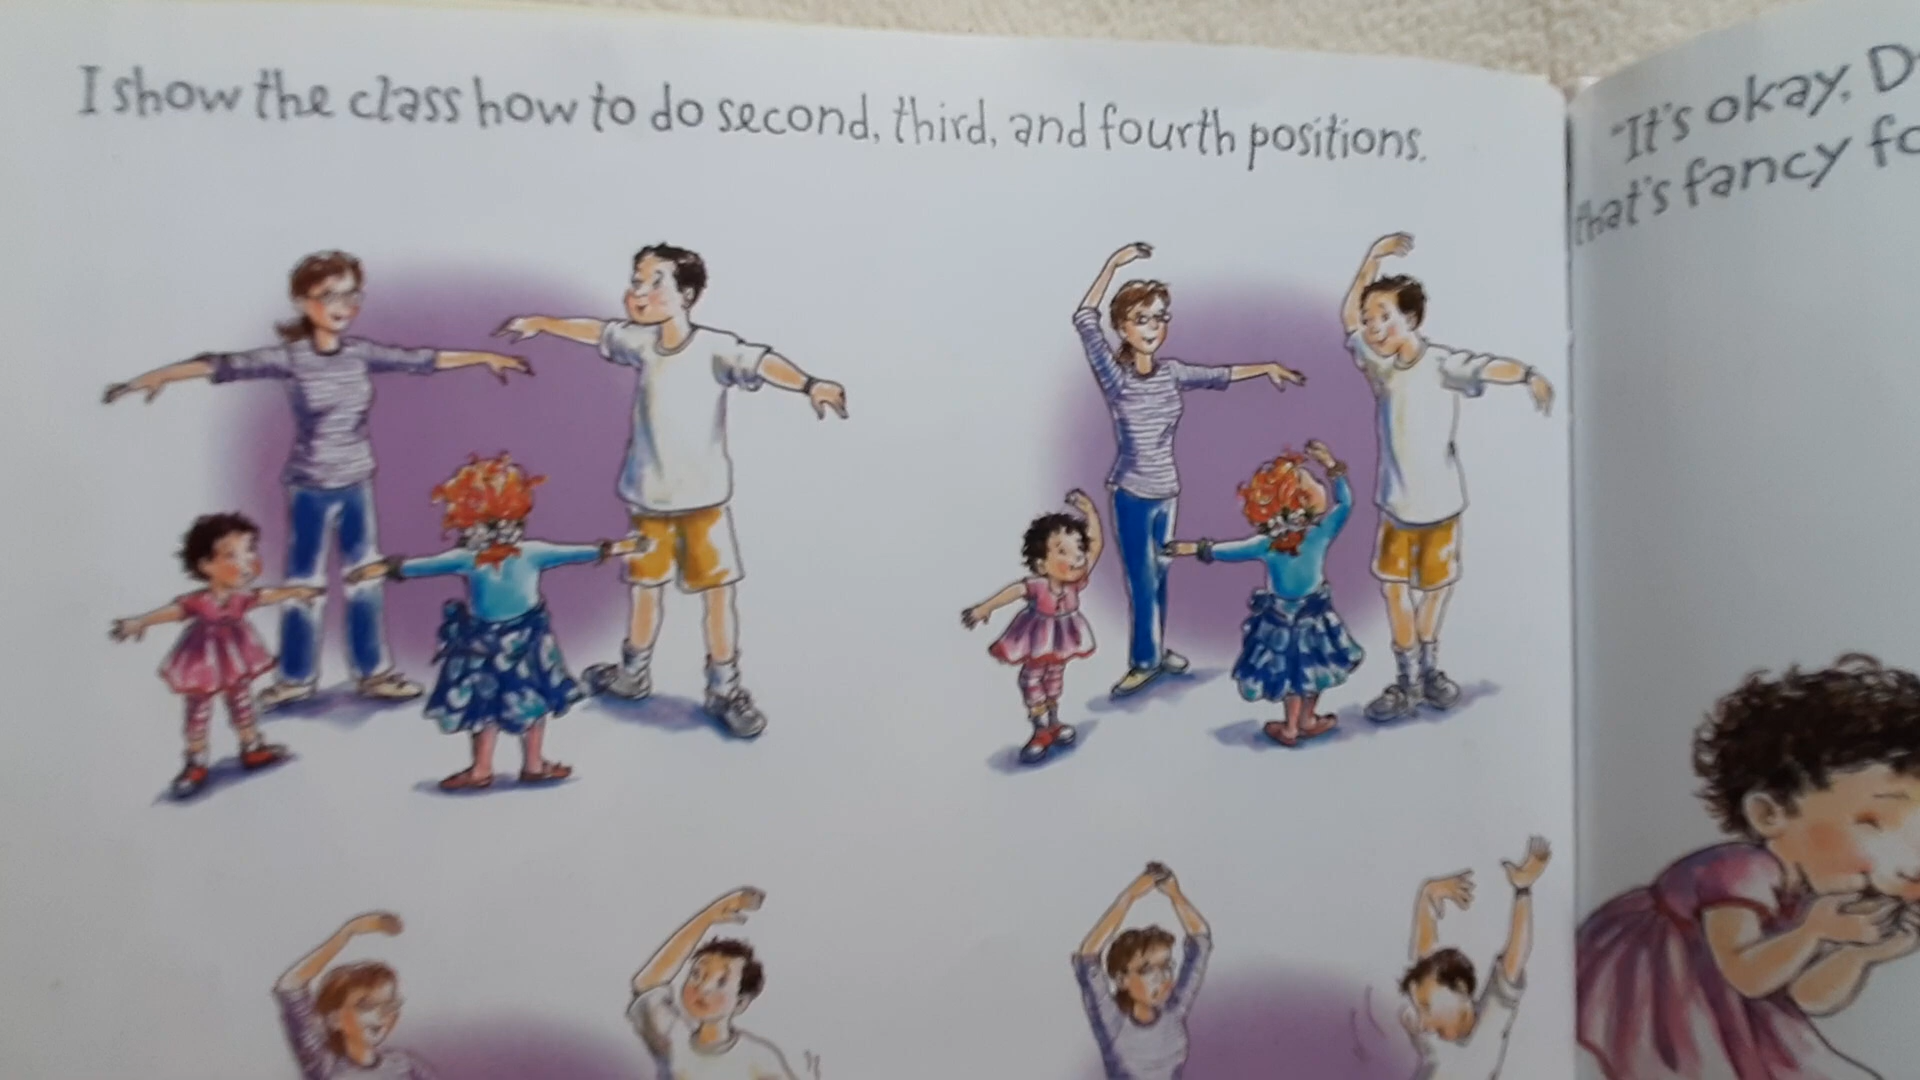 I show the class how to do second, third, and fourth positions.
"It's okay.
that's fancy